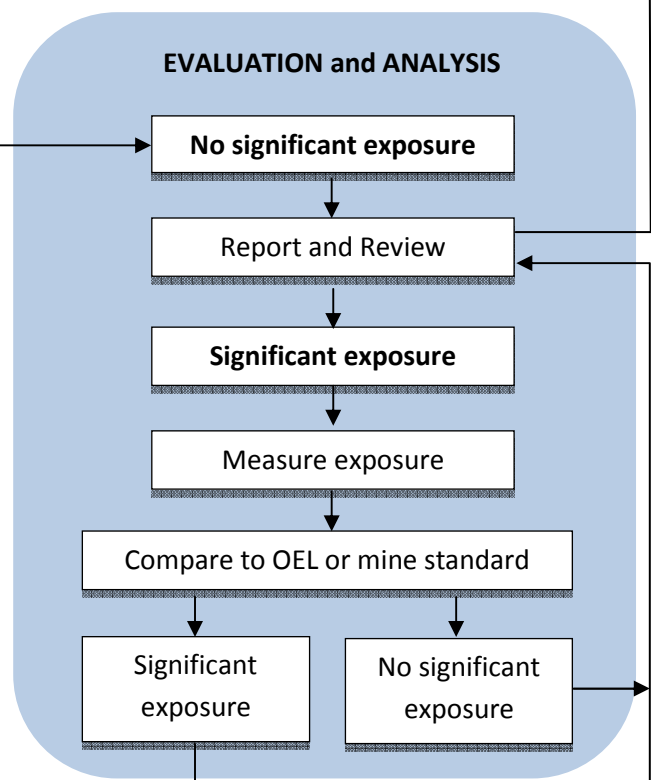 EVALUATION and ANALYSIS
No significant exposure
Report and Review
Significant exposure
Measure exposure
Compare to OEL or mine standard
Significant
exposure
No significant
exposure